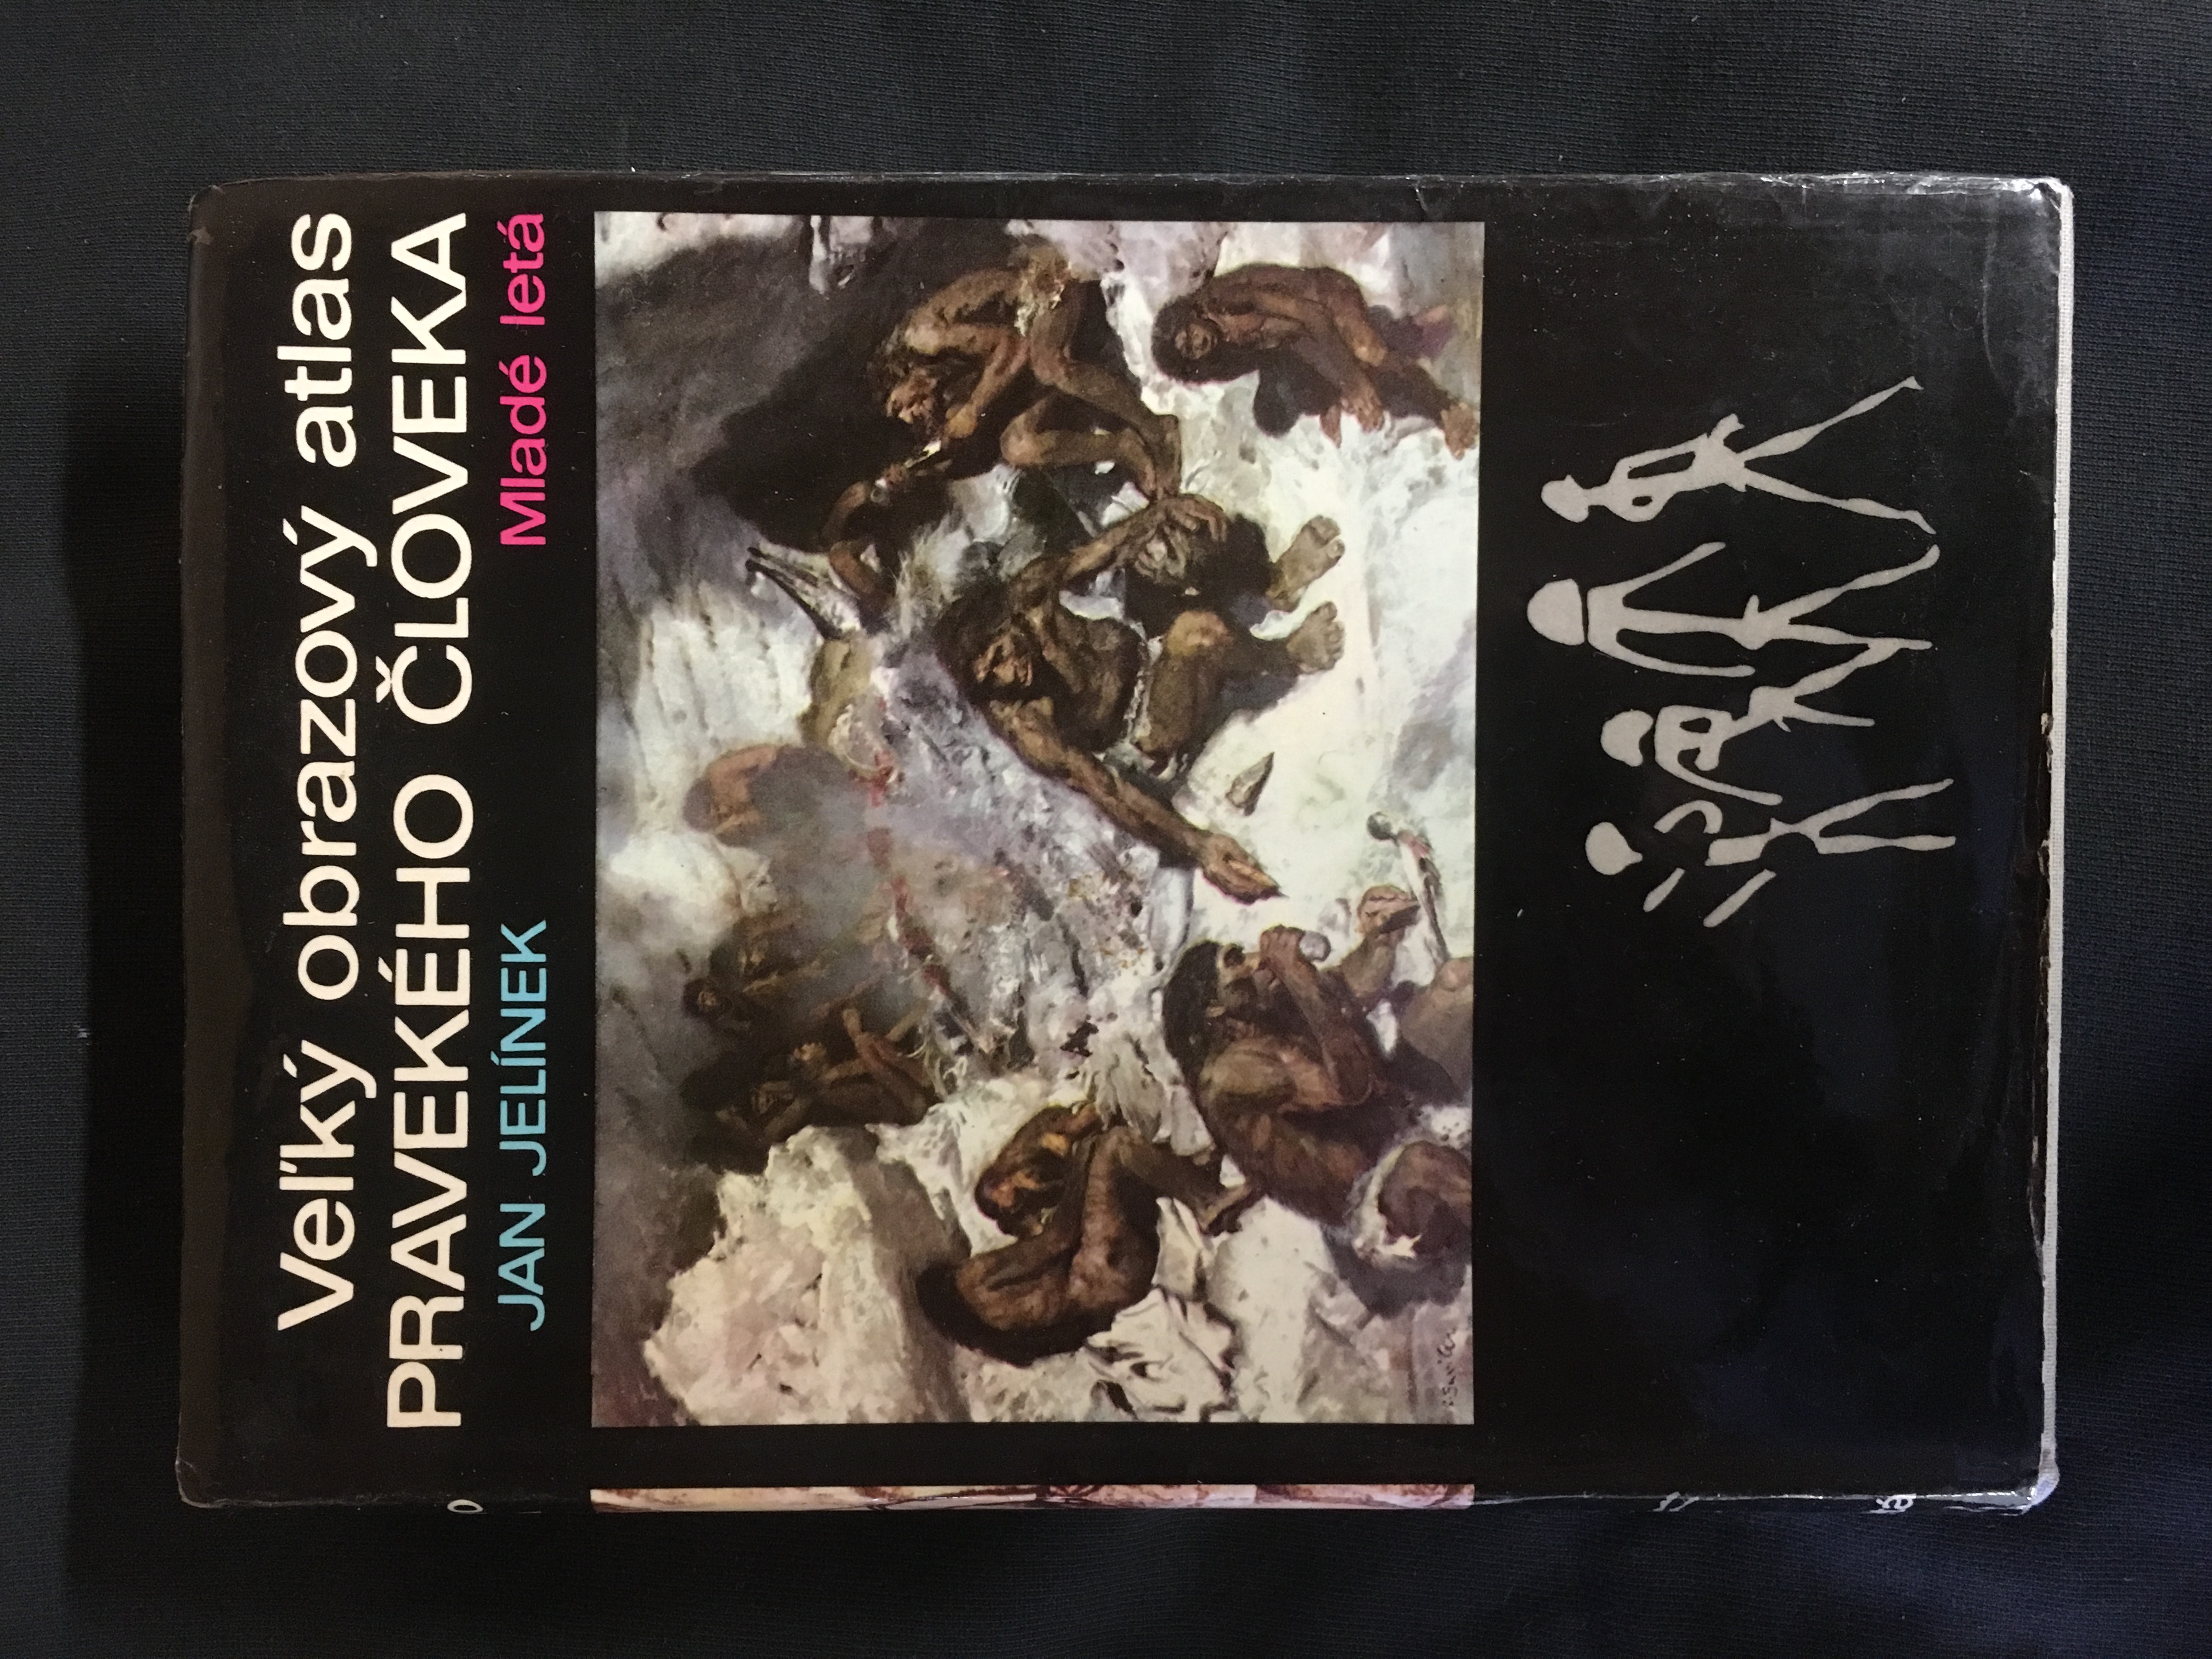 Veľký obrazový atlas
PRAVEKÉHO ČLOVEKA
JAN JELÍNEK
Mladé letá